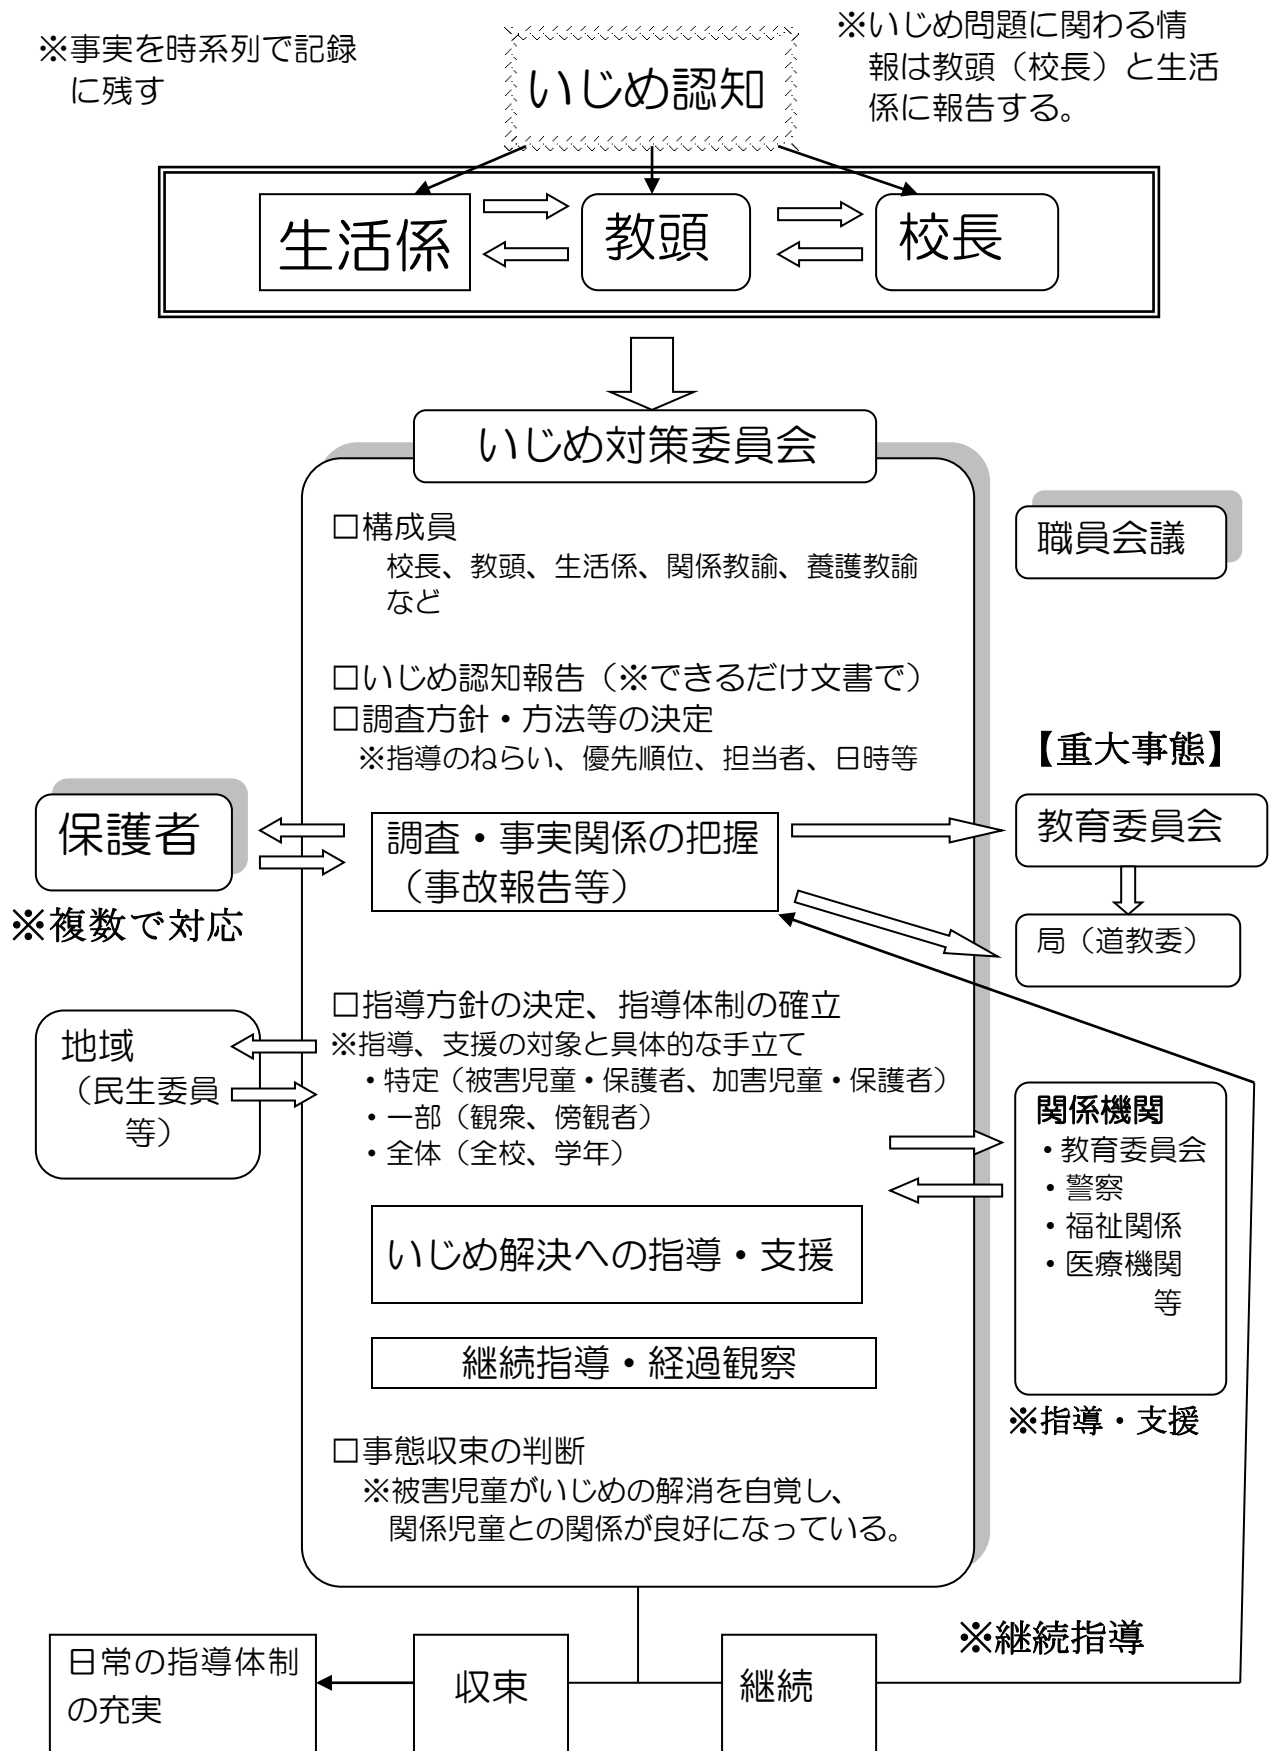 ※事実を時系列で記録
に残す
いじめ認知
※いじめ問題に関わる情
報は教頭（校長）と生活
係に報告する。
生活係
教頭
校長
いじめ対策委員会
□構成員
校長、教頭、生活係、関係教諭、養護教諭
など
職員会議
□いじめ認知報告（※できるだけ文書で）
□調査方針・方法等の決定
※指導のねらい、優先順位、担当者、日時等
【重大事態】
保護者
※複数で対応
調査・事実関係の把握
（事故報告等）
教育委員会
局（道教委）
□指導方針の決定、指導体制の確立
※指導、支援の対象と具体的な手立て
・特定（被害児童・保護者、加害児童・保護者）
・一部（観衆、傍観者）
・全体（全校、学年）
地域
（民生委員
等）
関係機関
・教育委員会
・警察
・福祉関係
・医療機関
等
※指導・支援
いじめ解決への指導・支援
継続指導・経過観察
□事態収束の判断
※被害児童がいじめの解消を自覚し、
関係児童との関係が良好になっている。
※継続指導
日常の指導体制
の充実
収束
継続